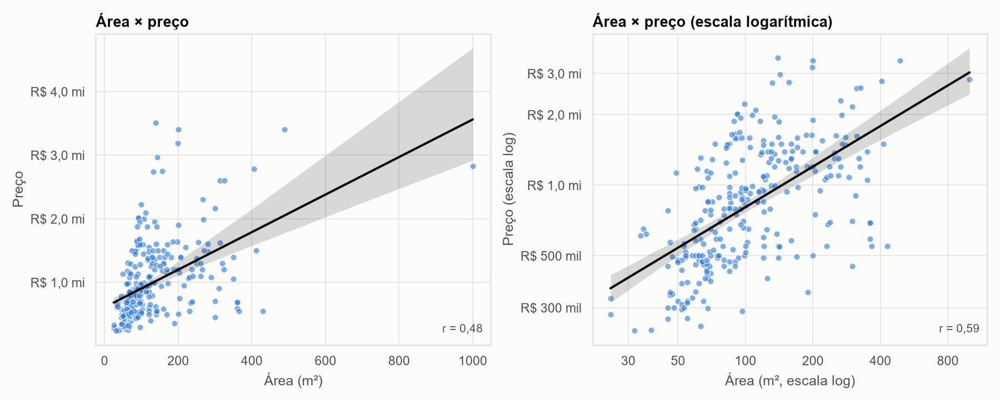 Área × preço
Preço
R$ 4,0 mi
R$ 3,0 mi
R$ 2,0 mi
R$ 1,0 mi
r = 0,48
0 200 400 600 800 1000
Área (m²)
Área × preço (escala logarítmica)
Preço (escala log)
R$ 3,0 mi
R$ 2,0 mi
R$ 1,0 mi
R$ 500 mil
R$ 300 mil
r = 0,59
30 50 100 200 400 800
Área (m², escala log)